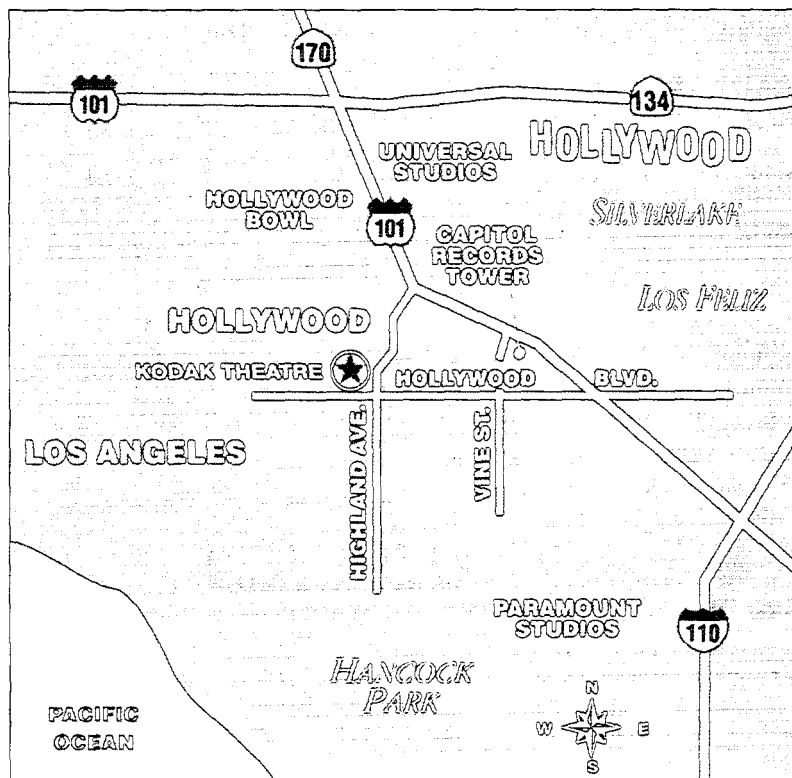 170
101
134
HOLLYWOOD
UNIVERSAL
STUDIOS
HOLLYWOOD
BOWL
SILVERLAKE
101
CAPITOL
RECORDS
TOWER
LOS FELIZ
HOLLYWOOD
KODAK THEATRE
HOLLYWOOD BLVD.
HIGHLAND AVE.
VINE ST.
LOS ANGELES
PARAMOUNT
STUDIOS
110
HANCOCK
PARK
PACIFIC
OCEAN
N
W E
S